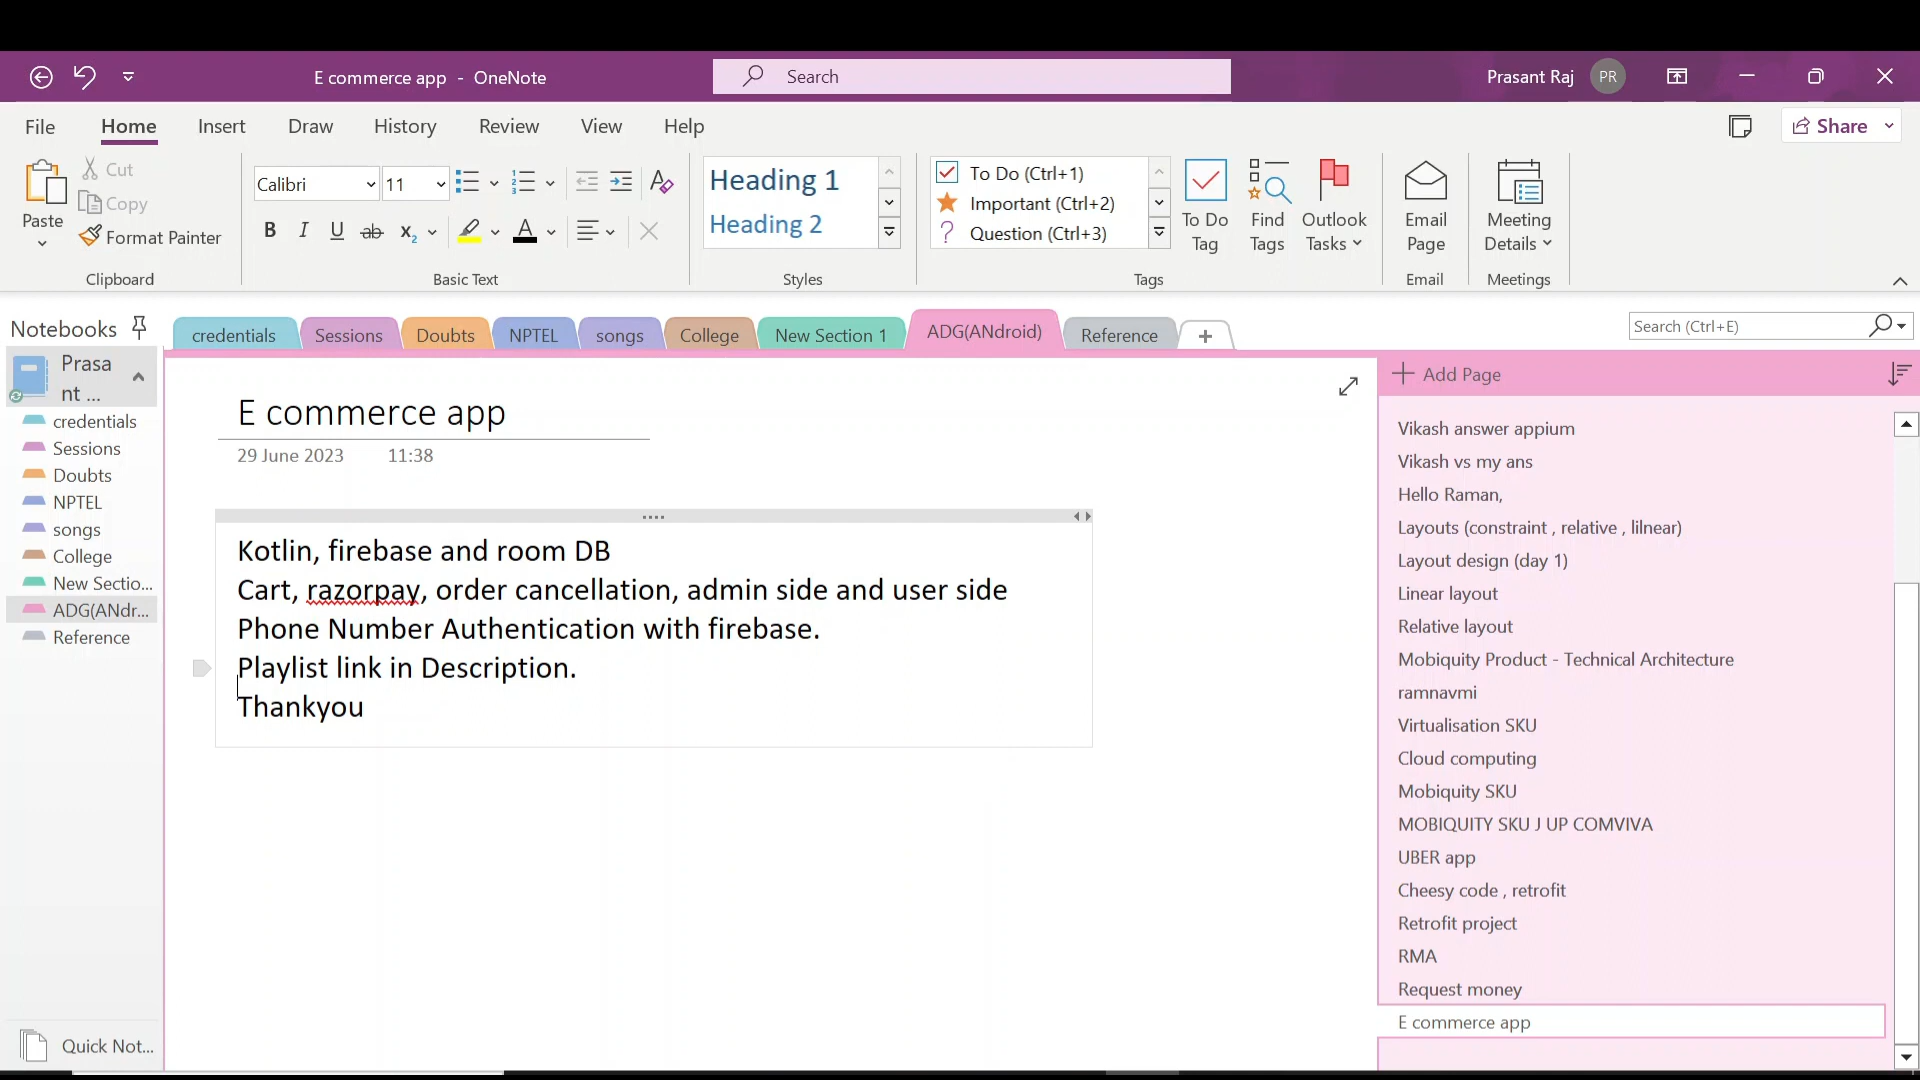 E commerce app - OneNote
Search
Prasant Raj PR
File Home Insert Draw History Review View Help
Share
Paste
Cut
Copy
Format Painter
Clipboard
Calibri 11
B I U ab X2 A
Basic Text
Heading 1
Heading 2
Styles
To Do (Ctrl+1)
Important (Ctrl+2)
Question (Ctrl+3)
Tags
To Do Tag
Find Tags
Outlook Tasks
Email Page
Email
Meeting Details
Meetings
Notebooks
credentials Sessions Doubts NPTEL songs College New Section 1 ADG(ANdroid) Reference +
Search (Ctrl+E)
Prasa
nt ...
credentials
Sessions
Doubts
NPTEL
songs
College
New Sectio...
ADG(ANdr...
Reference
Quick Not...
E commerce app
29 June 2023 11:38
Kotlin, firebase and room DB
Cart, razorpay, order cancellation, admin side and user side
Phone Number Authentication with firebase.
Playlist link in Description.
Thankyou
Add Page
Vikash answer appium
Vikash vs my ans
Hello Raman,
Layouts (constraint , relative , lilnear)
Layout design (day 1)
Linear layout
Relative layout
Mobiquity Product - Technical Architecture
ramnavmi
Virtualisation SKU
Cloud computing
Mobiquity SKU
MOBIQUITY SKU J UP COMVIVA
UBER app
Cheesy code , retrofit
Retrofit project
RMA
Request money
E commerce app